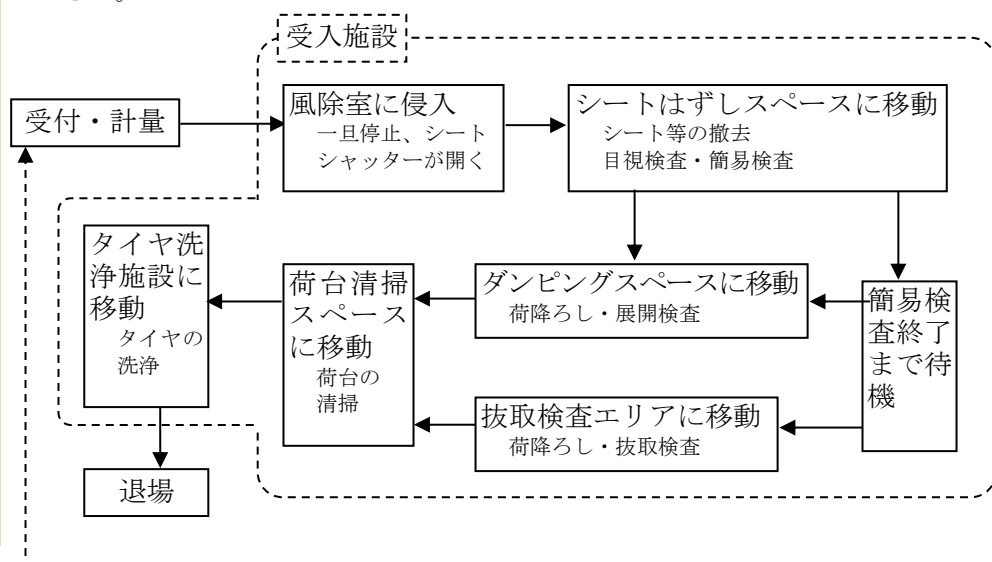 受入施設
受付・計量
風除室に侵入
一旦停止、シート
シャッターが開く
シートはずしスペースに移動
シート等の撤去
目視検査・簡易検査
タイヤ洗
浄施設に
移動
タイヤの
洗浄
荷台清掃
スペース
に移動
荷台の
清掃
ダンピングスペースに移動
荷降ろし・展開検査
簡易検
査終了
まで待
機
抜取検査エリアに移動
荷降ろし・抜取検査
退場